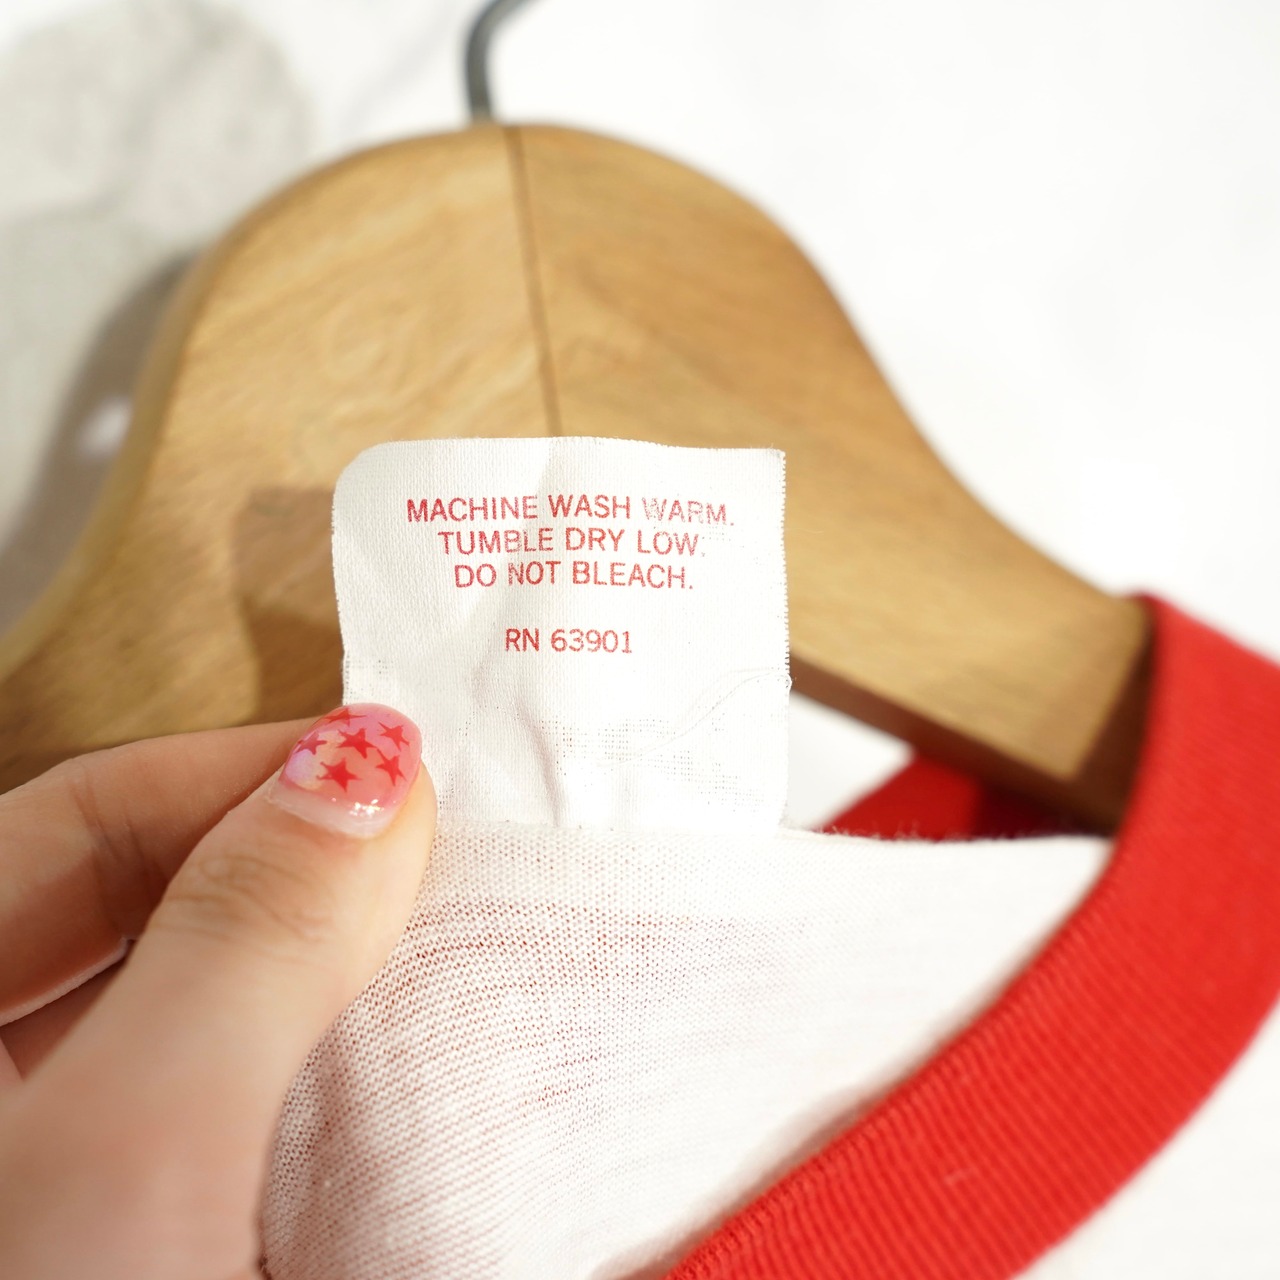 MACHINE WASH WARM.
TUMBLE DRY LOW.
DO NOT BLEACH.
RN 63901